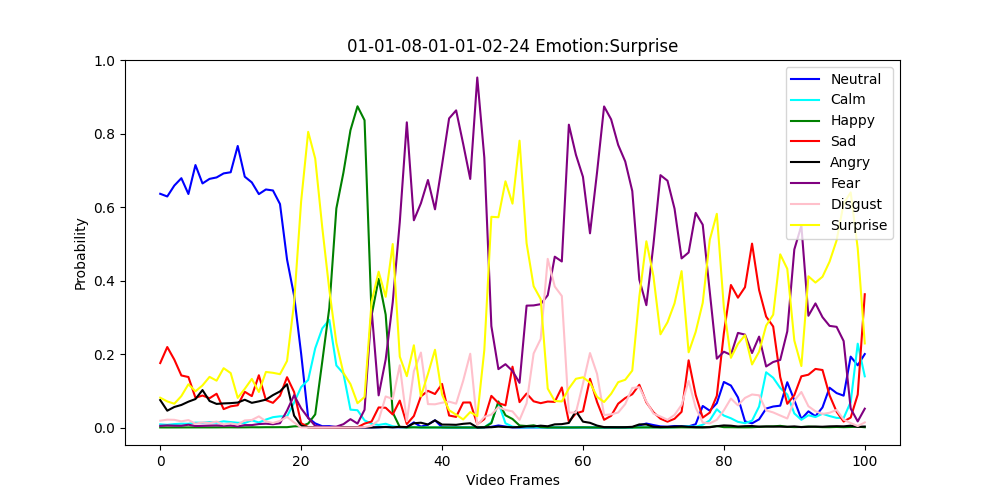 01-01-08-01-01-02-24 Emotion:Surprise
1.0
0.8
0.6
0.4
0.2
0.0
Probability
0
20
40
60
80
100
Video Frames
Neutral
Calm
Happy
Sad
Angry
Fear
Disgust
Surprise